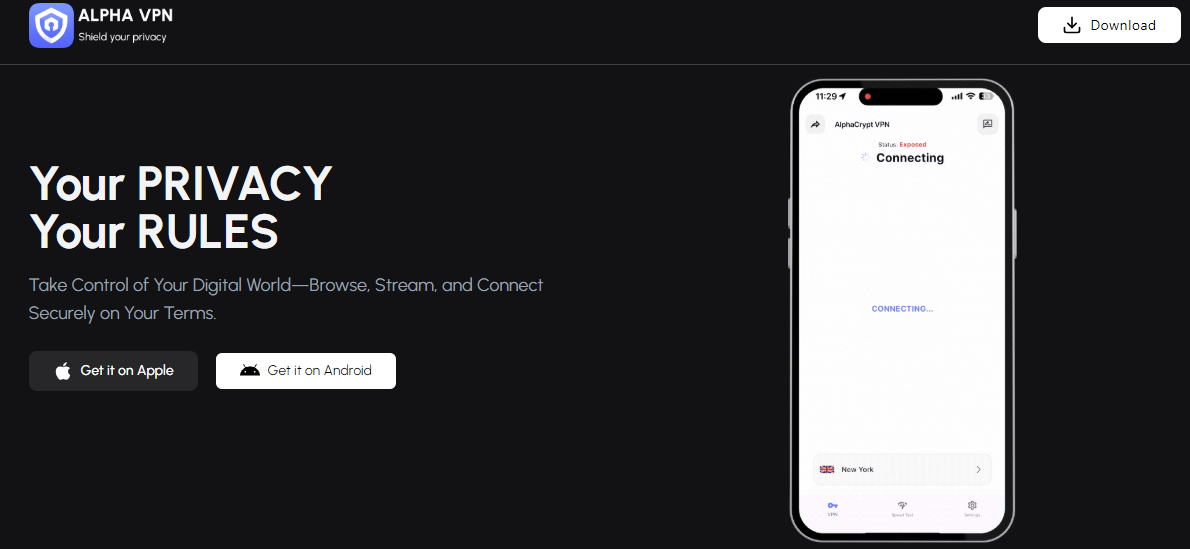 ALPHA VPN
Shield your privacy
Download
Your PRIVACY
Your RULES
Take Control of Your Digital World—Browse, Stream, and Connect
Securely on Your Terms.
Get it on Apple
Get it on Android
11:29
AlphaCrypt VPN
Status: Exposed
Connecting
CONNECTING...
New York
VPN
Speed Test
Settings